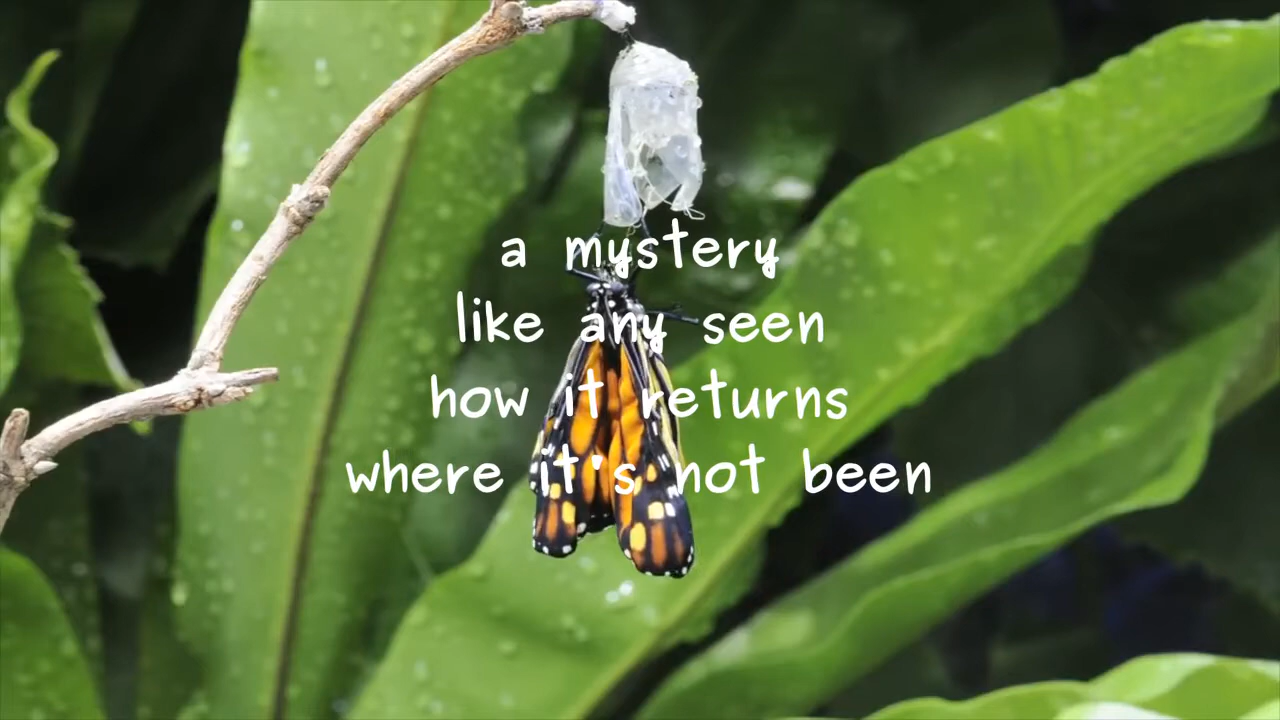 a mystery
like any seen
how it returns
where it's not been